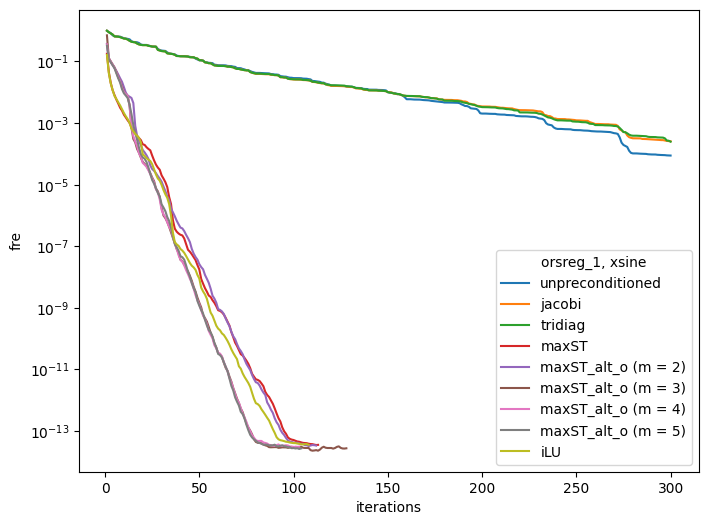 fre
10⁻¹
10⁻³
10⁻⁵
10⁻⁷
10⁻⁹
10⁻¹¹
10⁻¹³
orsreg_1, xsine
unpreconditioned
jacobi
tridiag
maxST
maxST_alt_o (m = 2)
maxST_alt_o (m = 3)
maxST_alt_o (m = 4)
maxST_alt_o (m = 5)
iLU
0 50 100 150 200 250 300
iterations